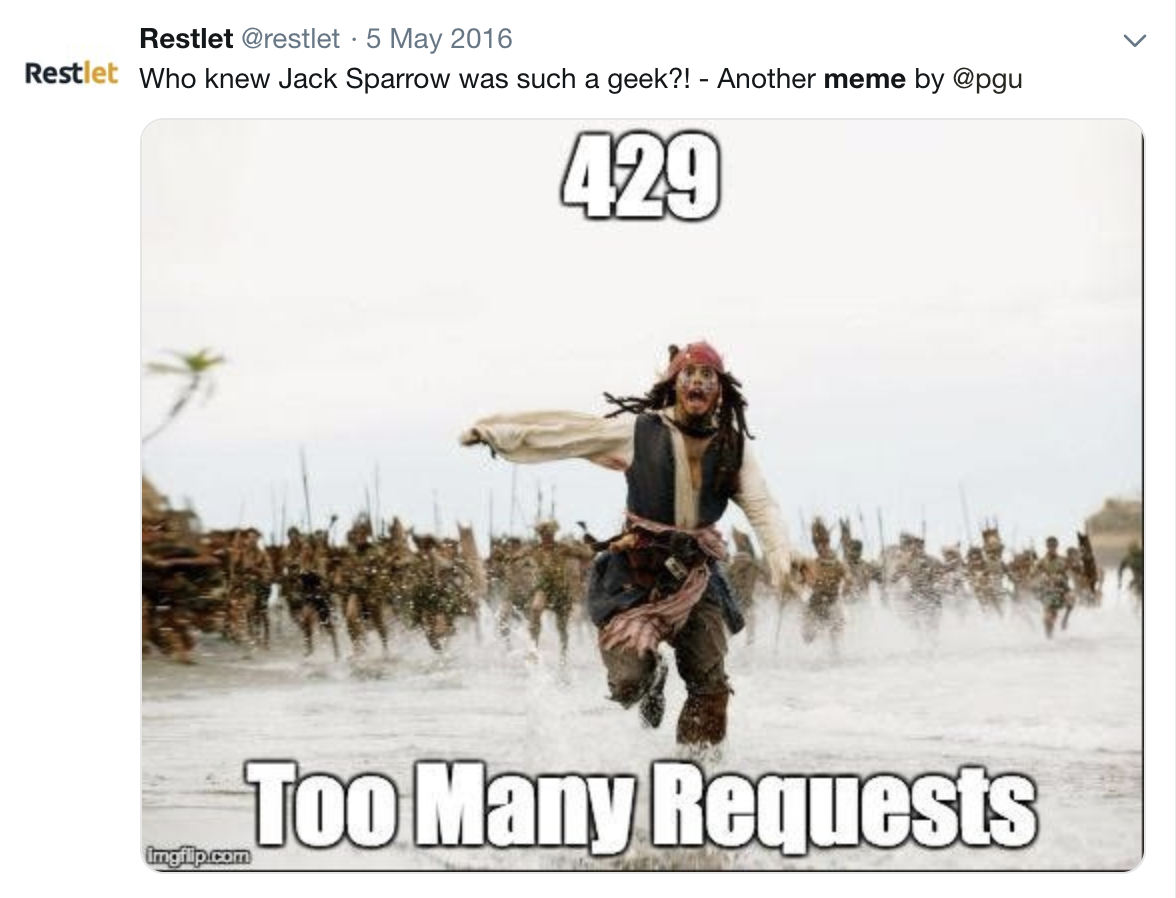 Restlet @restlet · 5 May 2016
Restlet
Who knew Jack Sparrow was such a geek?! - Another meme by @pgu
429
Too Many Requests
imgflip.com